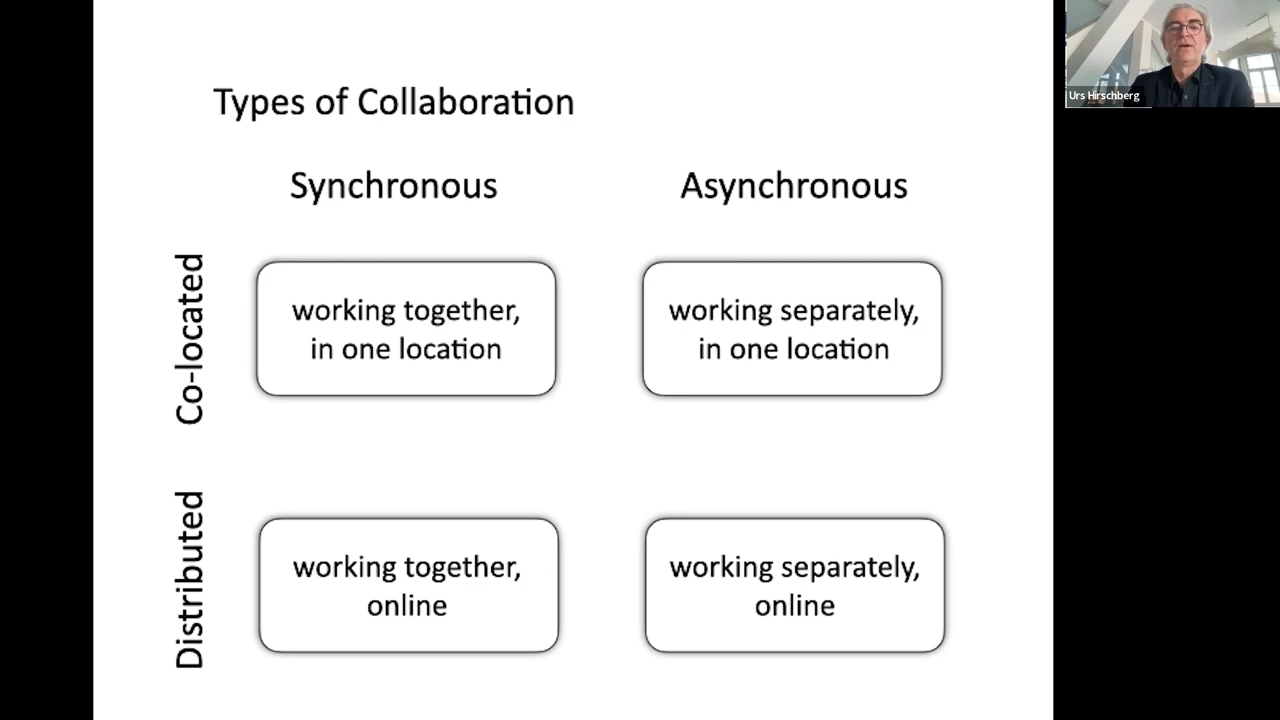 Types of Collaboration
Synchronous
Asynchronous
Co-located
working together,
in one location
working separately,
in one location
Distributed
working together,
online
working separately,
online
Urs Hirschberg